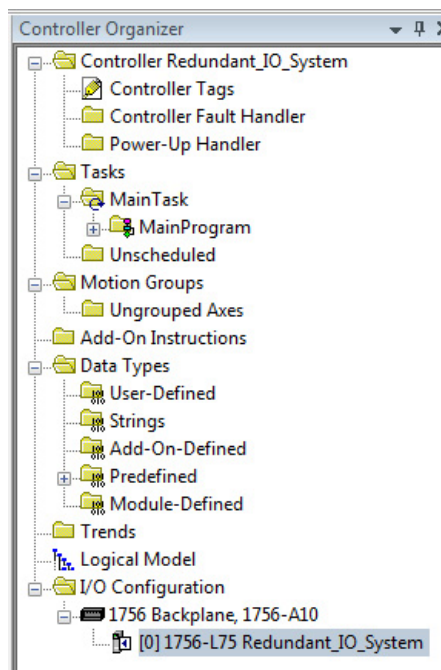 Controller Organizer
Controller Redundant_IO_System
Controller Tags
Controller Fault Handler
Power-Up Handler
Tasks
MainTask
MainProgram
Unscheduled
Motion Groups
Ungrouped Axes
Add-On Instructions
Data Types
User-Defined
Strings
Add-On-Defined
Predefined
Module-Defined
Trends
Logical Model
I/O Configuration
1756 Backplane, 1756-A10
[0] 1756-L75 Redundant_IO_System